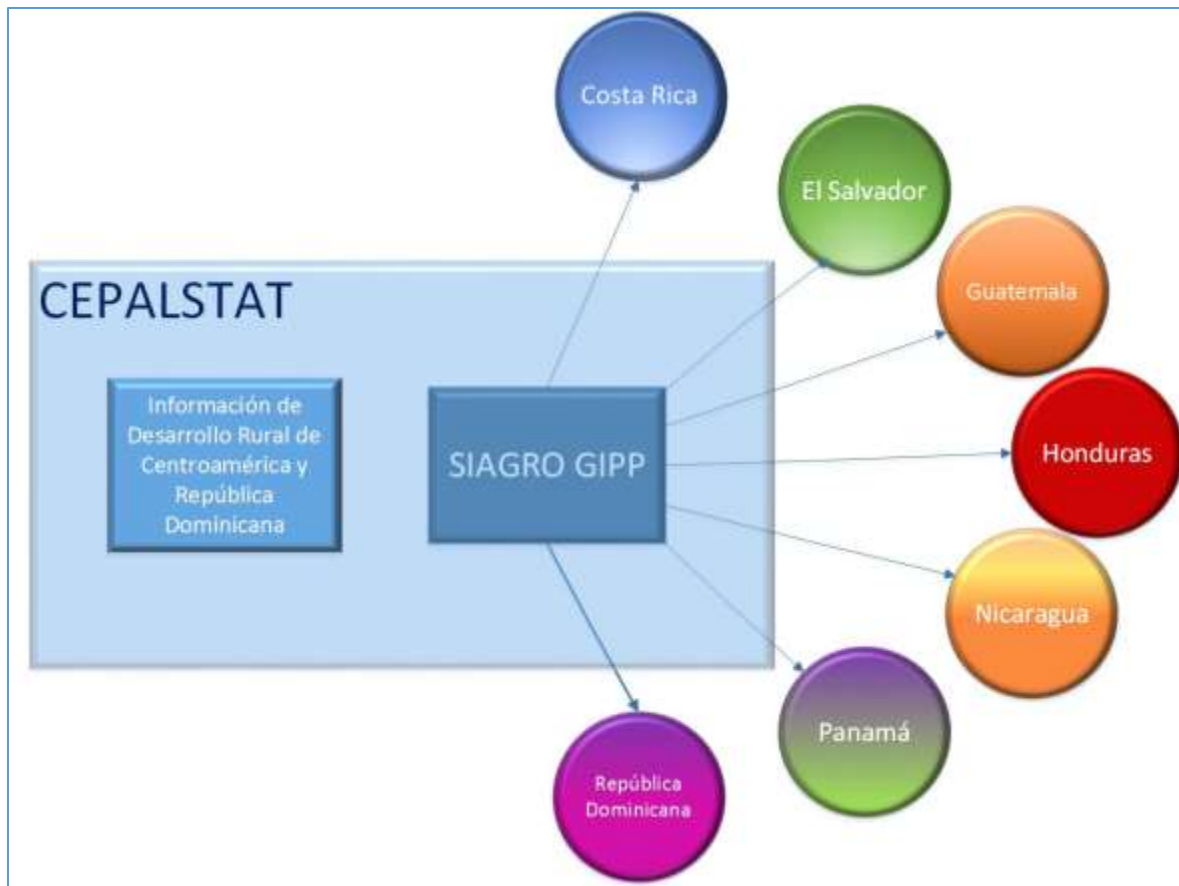 Costa Rica
El Salvador
Guatemala
CEPALSTAT
Información de
Desarrollo Rural de
Centroamérica y
República
Dominicana
SIAGRO GIPP
Honduras
Nicaragua
Panamá
República
Dominicana